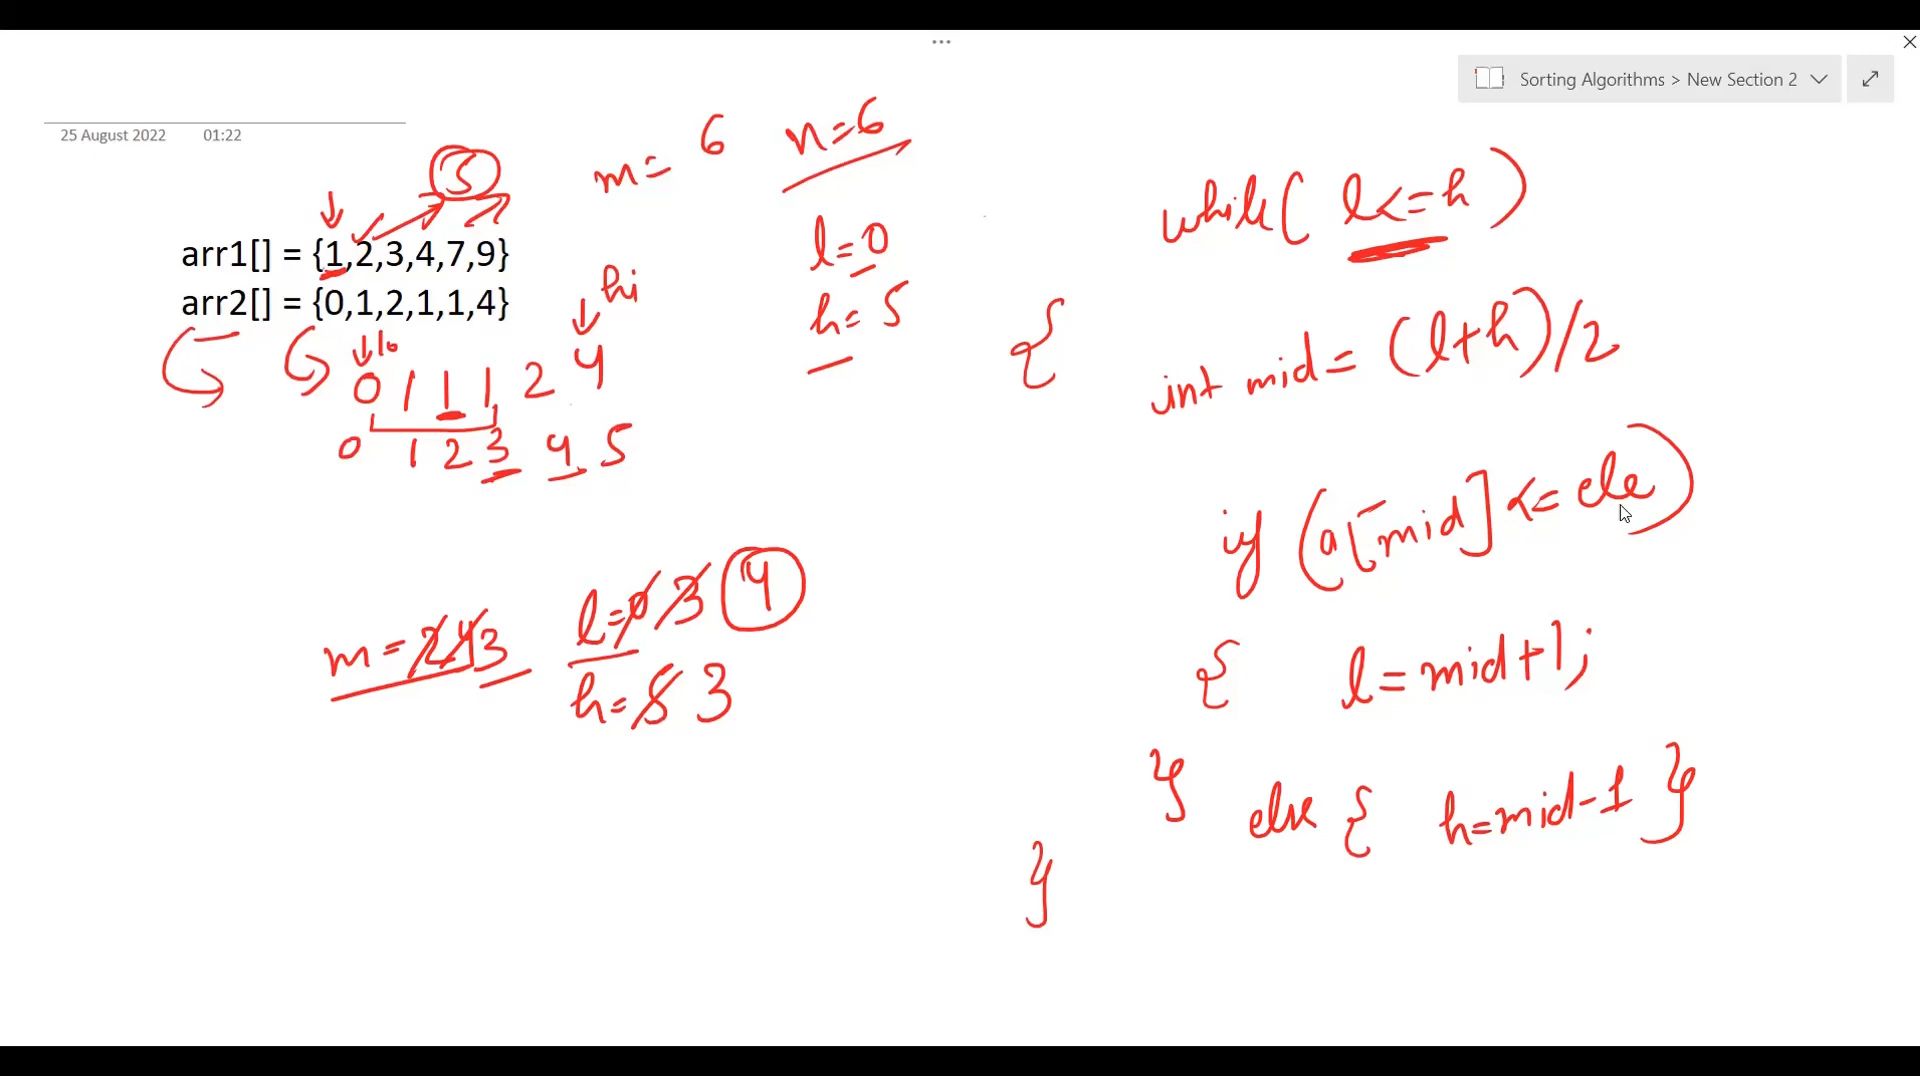 Sorting Algorithms > New Section 2
25 August 2022 01:22
5
m = 6 n = 6
arr1[] = {1,2,3,4,7,9}
arr2[] = {0,1,2,1,1,4}
l = 0
h = 5
hi
lo
0 1 1 1 2 4
0 1 2 3 4 5
m = 2 4 3
l = 0 3 4
h = 5 3
while( l <= h )
{
int mid = (l+h)/2
if (a[mid] <= ele)
{ l = mid+1;
} else { h = mid-1 }
}